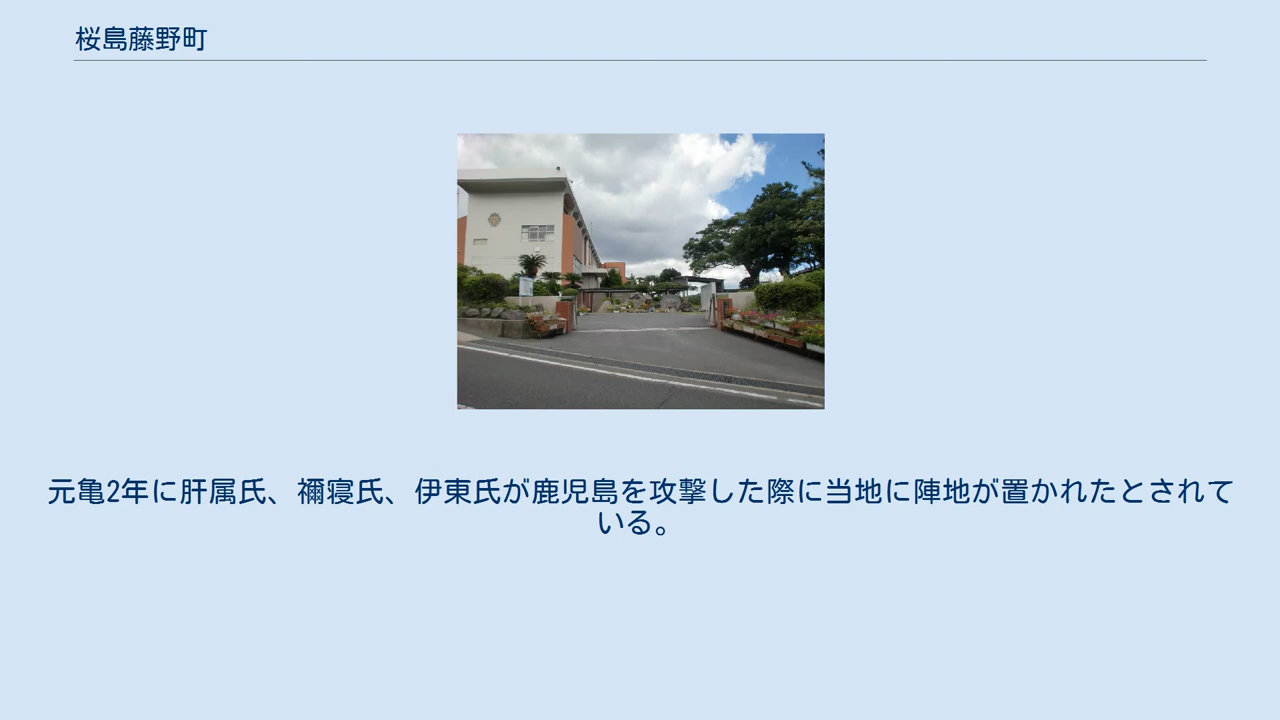 桜島藤野町
元亀2年に肝属氏、禰寝氏、伊東氏が鹿児島を攻撃した際に当地に陣地が置かれたとされて
いる。